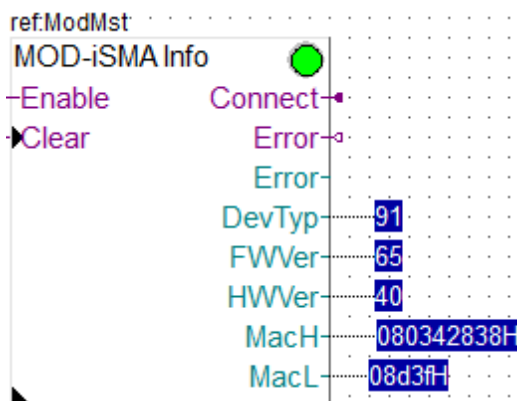 ref:ModMst
MOD-iSMA Info
Enable Connect
Clear Error
Error
DevTyp 91
FWVer 65
HWVer 40
MacH 080342838H
MacL 08d3fH